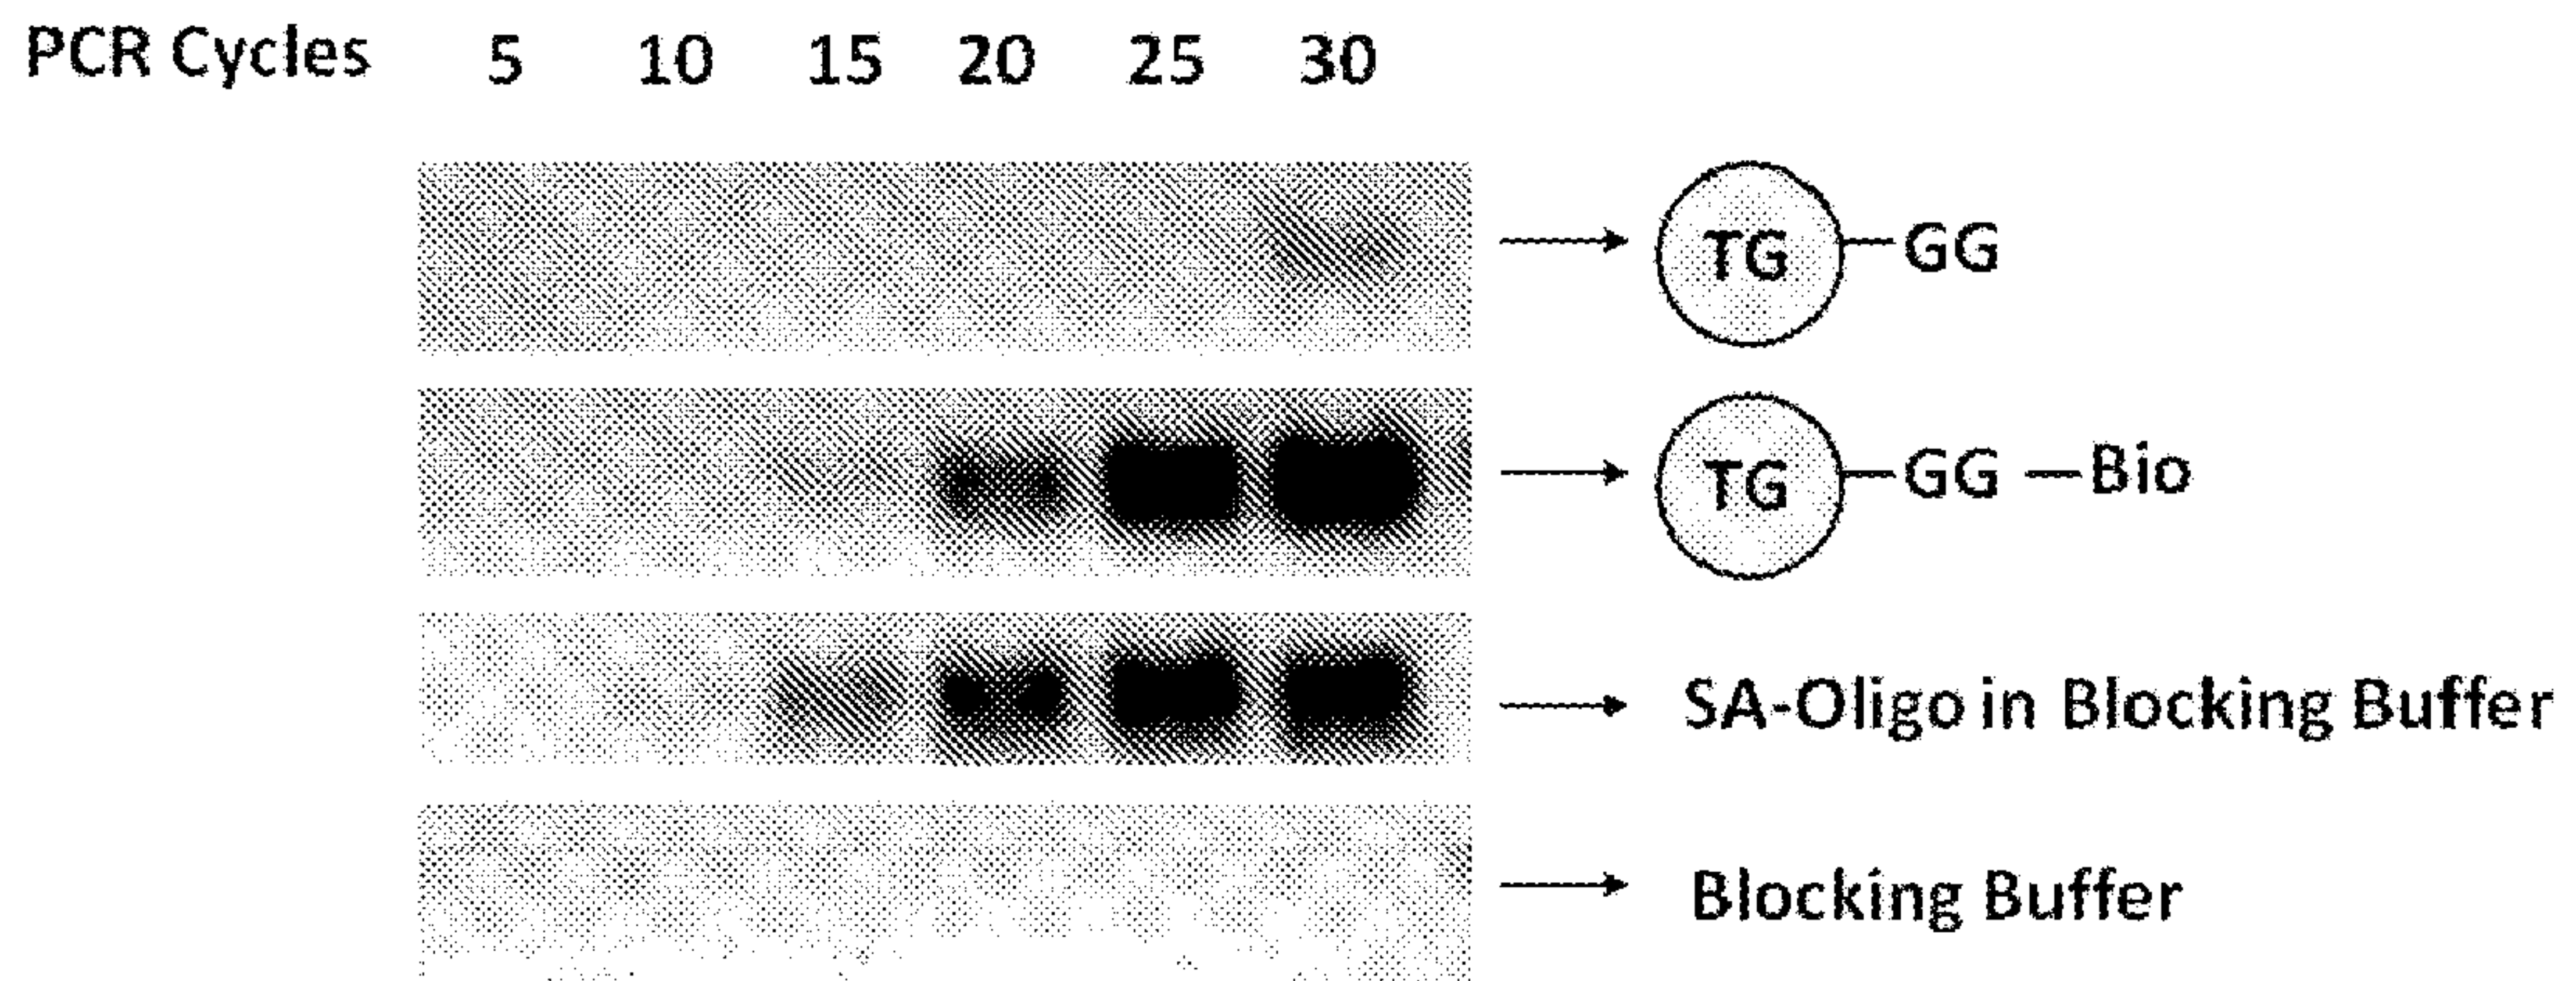 PCR Cycles 5 10 15 20 25 30
TG GG
TG GG Bio
SA-Oligo in Blocking Buffer
Blocking Buffer